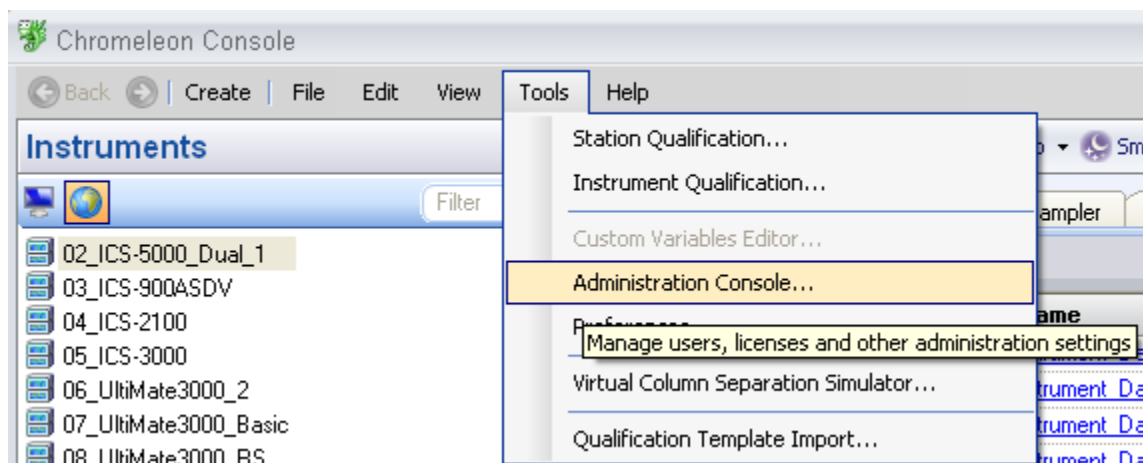 Chromeleon Console
Back | Create | File Edit View Tools Help
Instruments
Filter
Station Qualification...
Instrument Qualification...
Custom Variables Editor...
Administration Console...
Manage users, licenses and other administration settings
Virtual Column Separation Simulator...
Qualification Template Import...
02_ICS-5000_Dual_1
03_ICS-900ASDV
04_ICS-2100
05_ICS-3000
06_UltiMate3000_2
07_UltiMate3000_Basic
08_UltiMate3000_BS